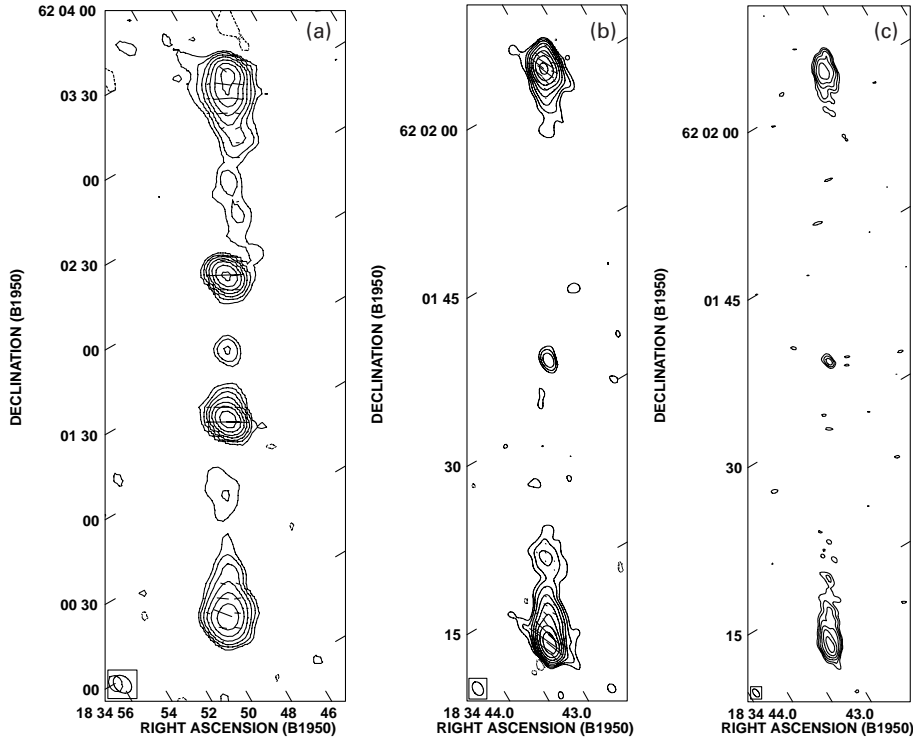 (a)
62 04 00
03 30
00
02 30
00
01 30
00
00 30
00
DECLINATION (B1950)
18 34 56 54 52 50 48 46
RIGHT ASCENSION (B1950)
(b)
62 02 00
01 45
30
15
DECLINATION (B1950)
18 34 44.0 43.0
RIGHT ASCENSION (B1950)
(c)
62 02 00
01 45
30
15
DECLINATION (B1950)
18 34 44.0 43.0
RIGHT ASCENSION (B1950)